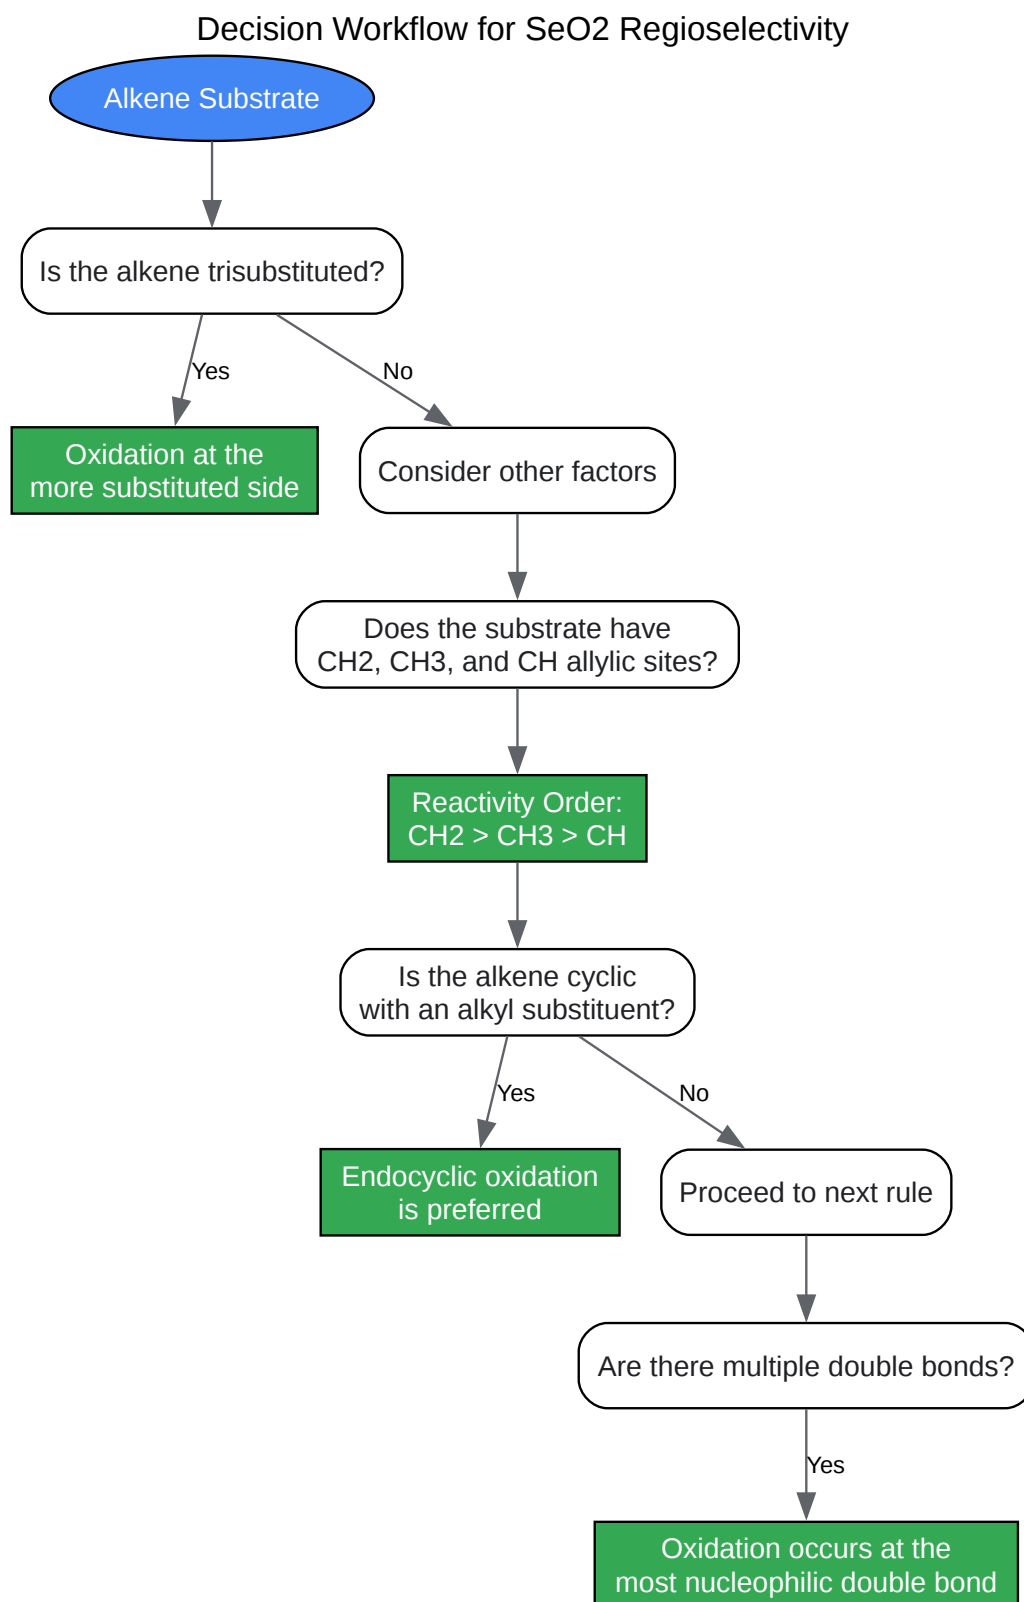 Decision Workflow for SeO2 Regioselectivity
Alkene Substrate
Is the alkene trisubstituted?
Yes
No
Oxidation at the
more substituted side
Consider other factors
Does the substrate have
CH2, CH3, and CH allylic sites?
Reactivity Order:
CH2 > CH3 > CH
Is the alkene cyclic
with an alkyl substituent?
Yes
No
Endocyclic oxidation
is preferred
Proceed to next rule
Are there multiple double bonds?
Yes
Oxidation occurs at the
most nucleophilic double bond